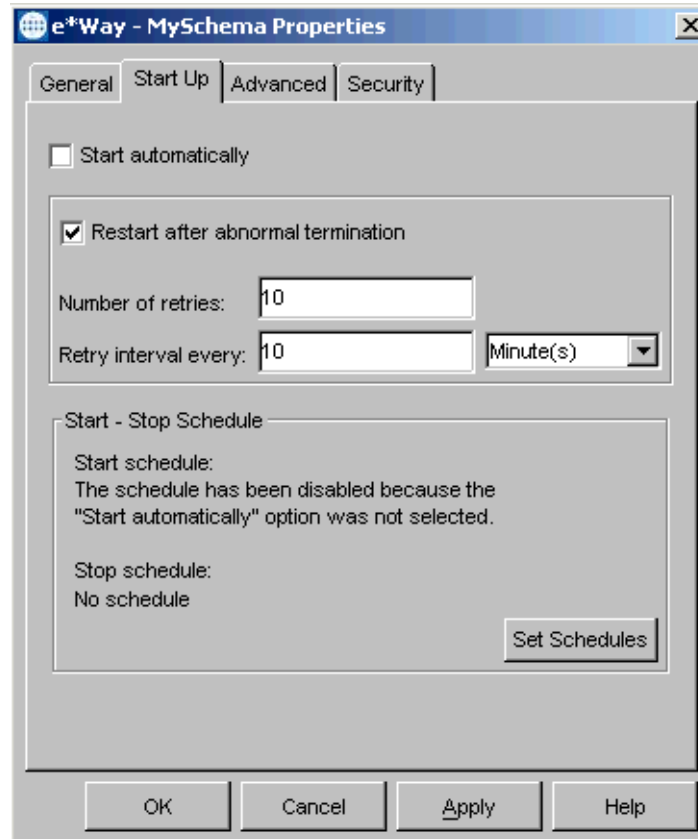 e*Way - MySchema Properties
General
Start Up
Advanced
Security
Start automatically
Restart after abnormal termination
Number of retries: 10
Retry interval every: 10 Minute(s)
Start - Stop Schedule
Start schedule:
The schedule has been disabled because the
"Start automatically" option was not selected.
Stop schedule:
No schedule
Set Schedules
OK
Cancel
Apply
Help